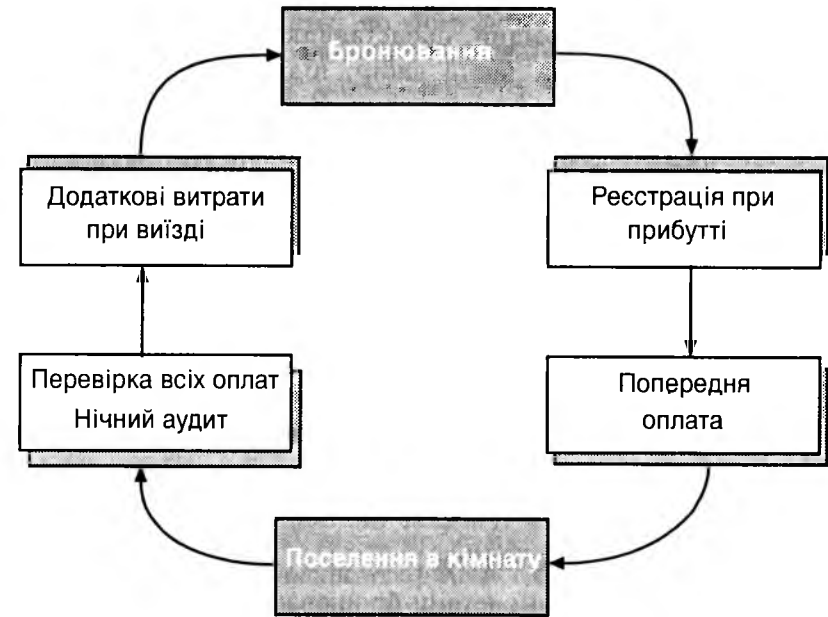 Бронювання
Додаткові витрати
при виїзді
Реєстрація при
прибутті
Перевірка всіх оплат
Нічний аудит
Попередня
оплата
Поселення в кімнату